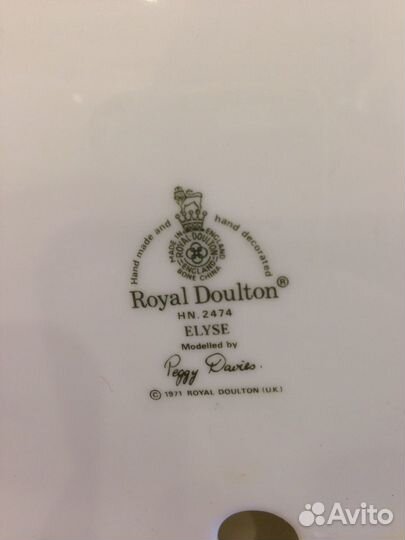 Hand made and hand decorated
MADE IN ENGLAND
ROYAL DOULTON
ENGLAND
BONE CHINA
Royal Doulton®
HN. 2474
ELYSE
Modelled by
Peggy Davies.
© 1971 ROYAL DOULTON (U.K.)
Avito